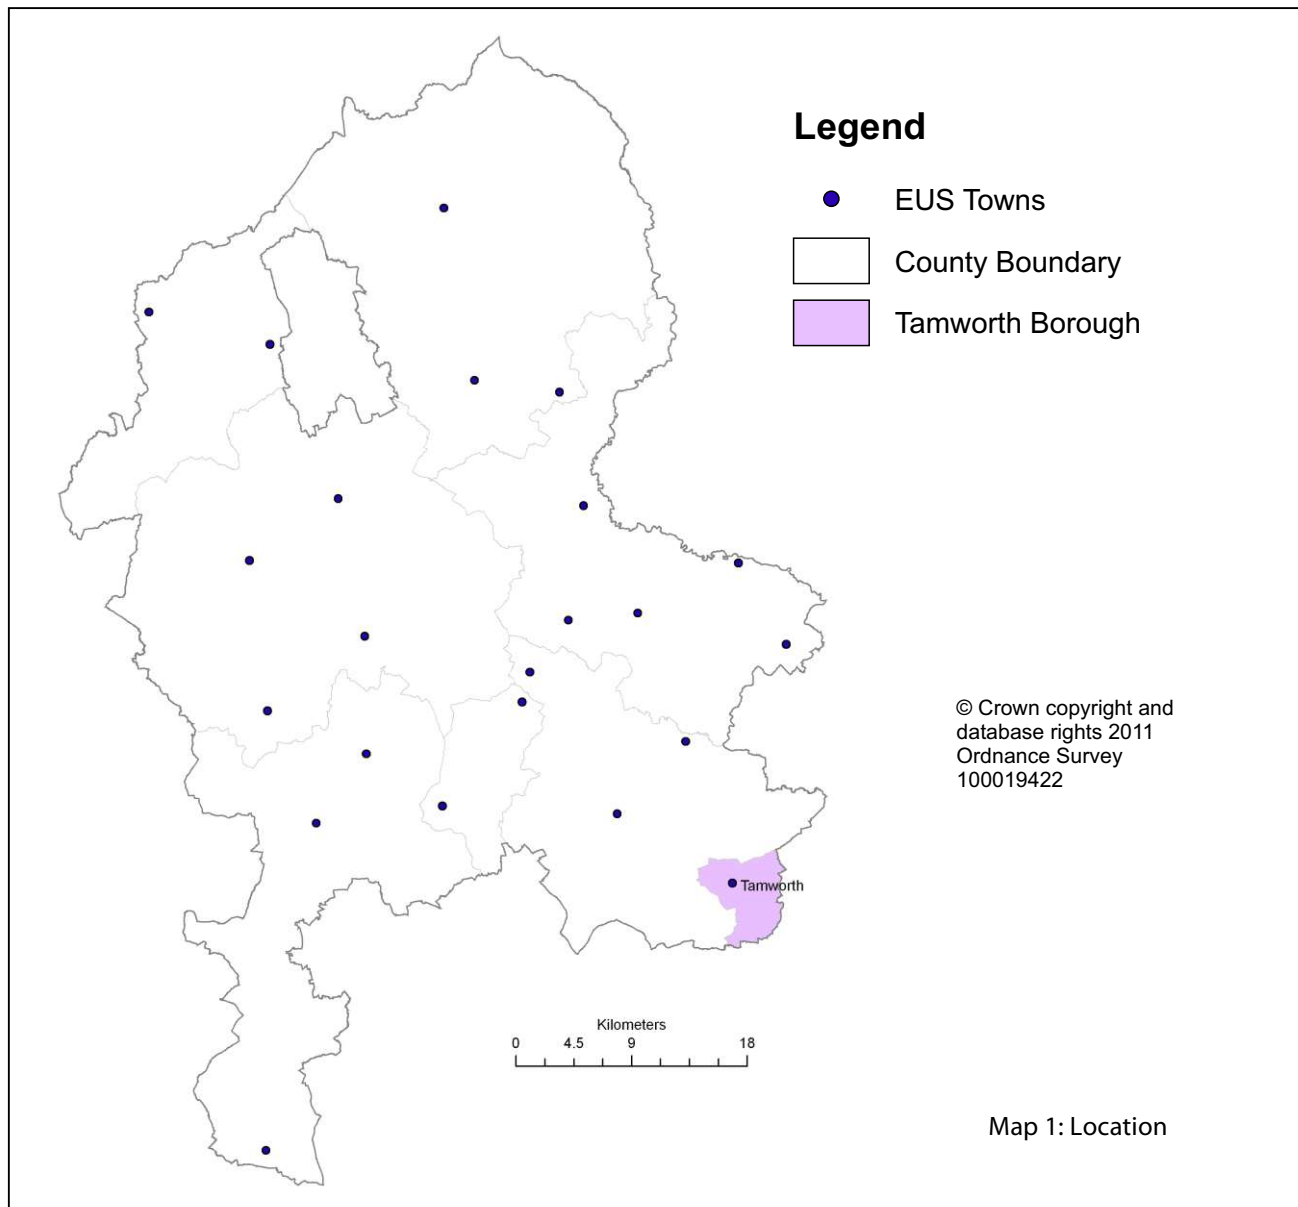 Legend
EUS Towns
County Boundary
Tamworth Borough
© Crown copyright and
database rights 2011
Ordnance Survey
100019422
Tamworth
Kilometers
0 4.5 9 18
Map 1: Location